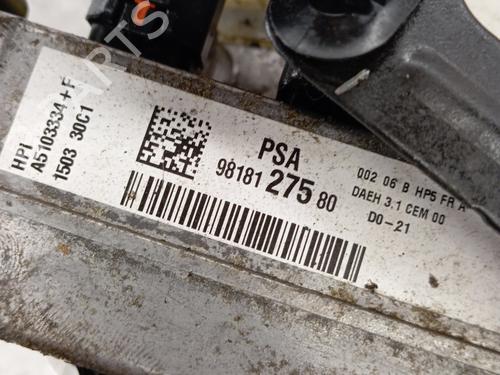 HPI
A5103334+F
1503 30C1
PSA
98181 275 80
002 06 B HP5 FR A
DAEH 3.1 CEM 00
D0-21
PARTS